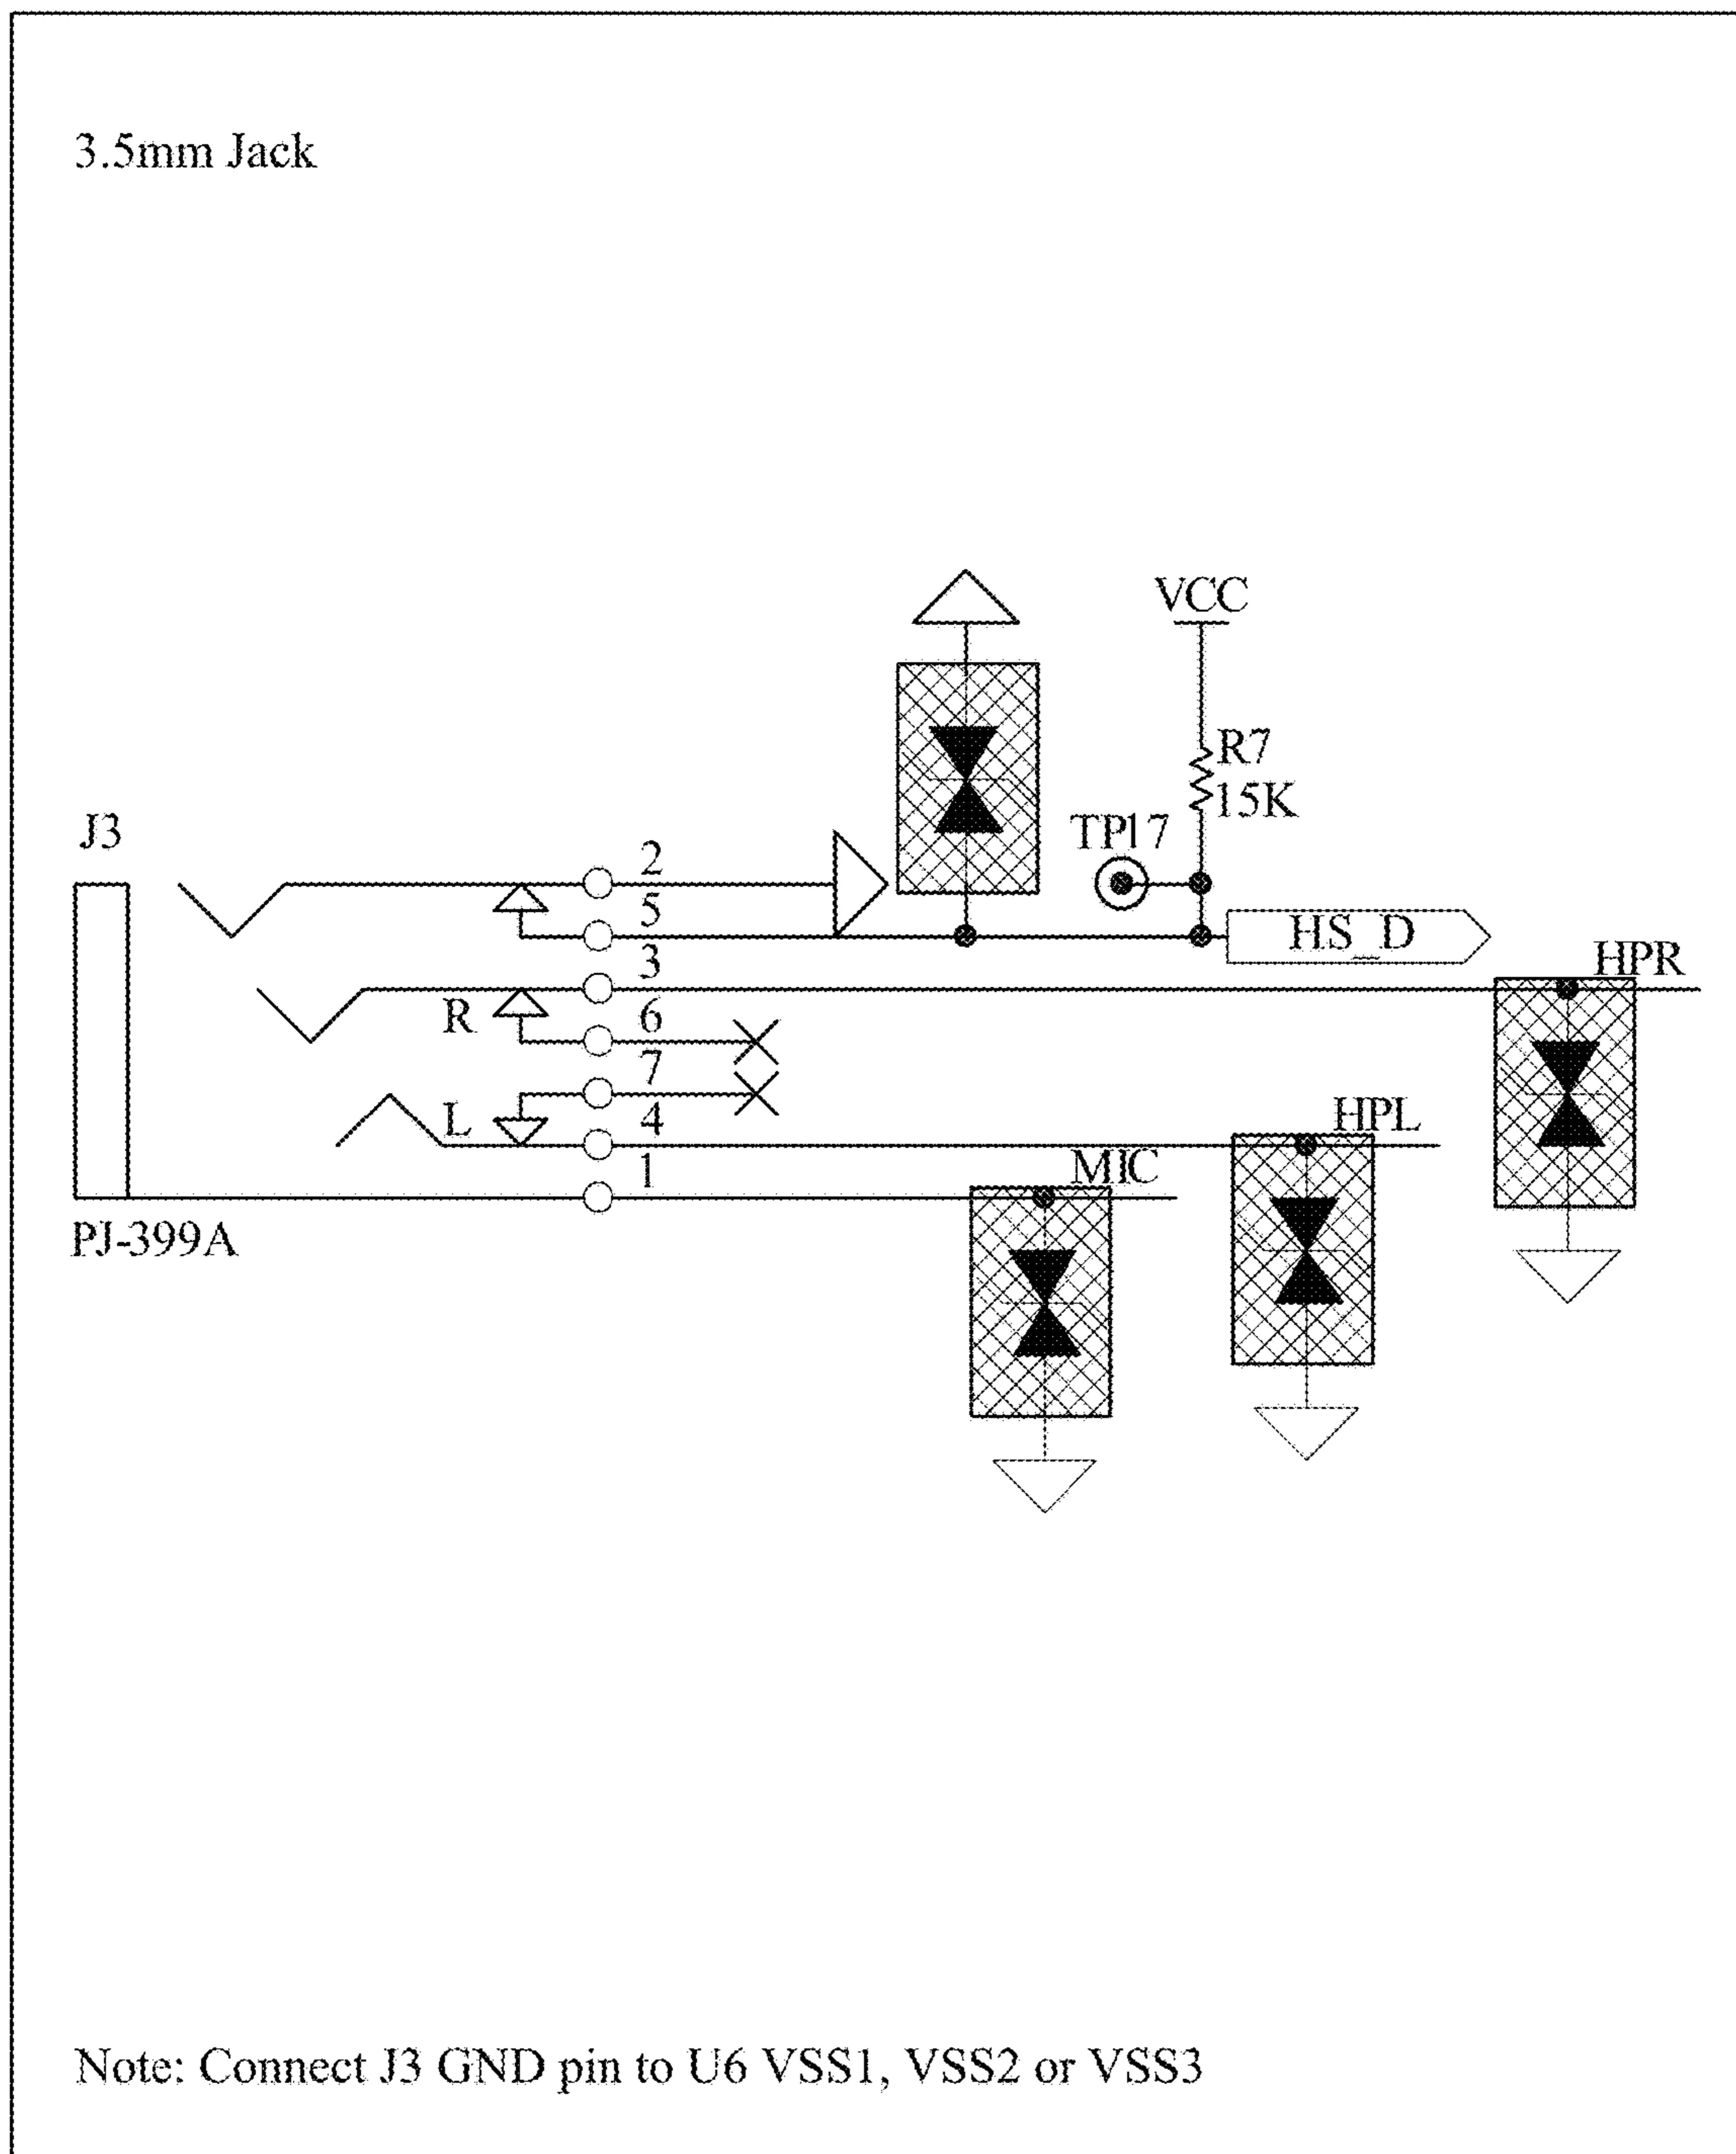 3.5mm Jack
VCC
R7
15K
TP17
J3
2
5
HS_D
3
HPR
R
6
7
L
4
HPL
1
MIC
PJ-399A
Note: Connect J3 GND pin to U6 VSS1, VSS2 or VSS3